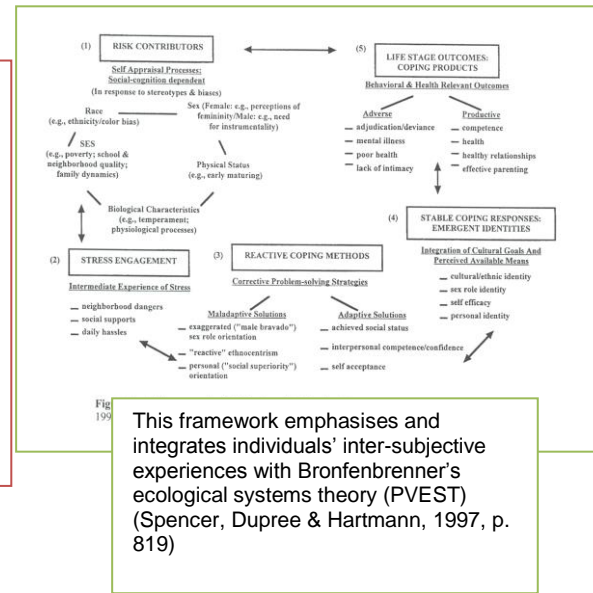 (1) RISK CONTRIBUTORS
Self Appraisal Processes:
Social-cognition dependent
(In response to stereotypes & biases)
Race
(e.g., ethnicity/color bias)
Sex (Female: e.g., perceptions of
femininity/Male: e.g., need
for instrumentality)
SES
(e.g., poverty; school &
neighborhood quality;
family dynamics)
Physical Status
(e.g., early maturing)
Biological Characteristics
(e.g., temperament;
physiological processes)
(5) LIFE STAGE OUTCOMES:
COPING PRODUCTS
Behavioral & Health Relevant Outcomes
Adverse
adjudication/deviance
mental illness
poor health
lack of intimacy
Productive
competence
health
healthy relationships
effective parenting
(2) STRESS ENGAGEMENT
Intermediate Experience of Stress
neighborhood dangers
social supports
daily hassles
(3) REACTIVE COPING METHODS
Corrective Problem-solving Strategies
Maladaptive Solutions
exaggerated ("male bravado")
sex role orientation
"reactive" ethnocentrism
personal ("social superiority")
orientation
Adaptive Solutions
achieved social status
interpersonal competence/confidence
self acceptance
(4) STABLE COPING RESPONSES:
EMERGENT IDENTITIES
Integration of Cultural Goals And
Perceived Available Means
cultural/ethnic identity
sex role identity
self efficacy
personal identity
Fig
199
This framework emphasises and
integrates individuals' inter-subjective
experiences with Bronfenbrenner's
ecological systems theory (PVEST)
(Spencer, Dupree & Hartmann, 1997, p.
819)